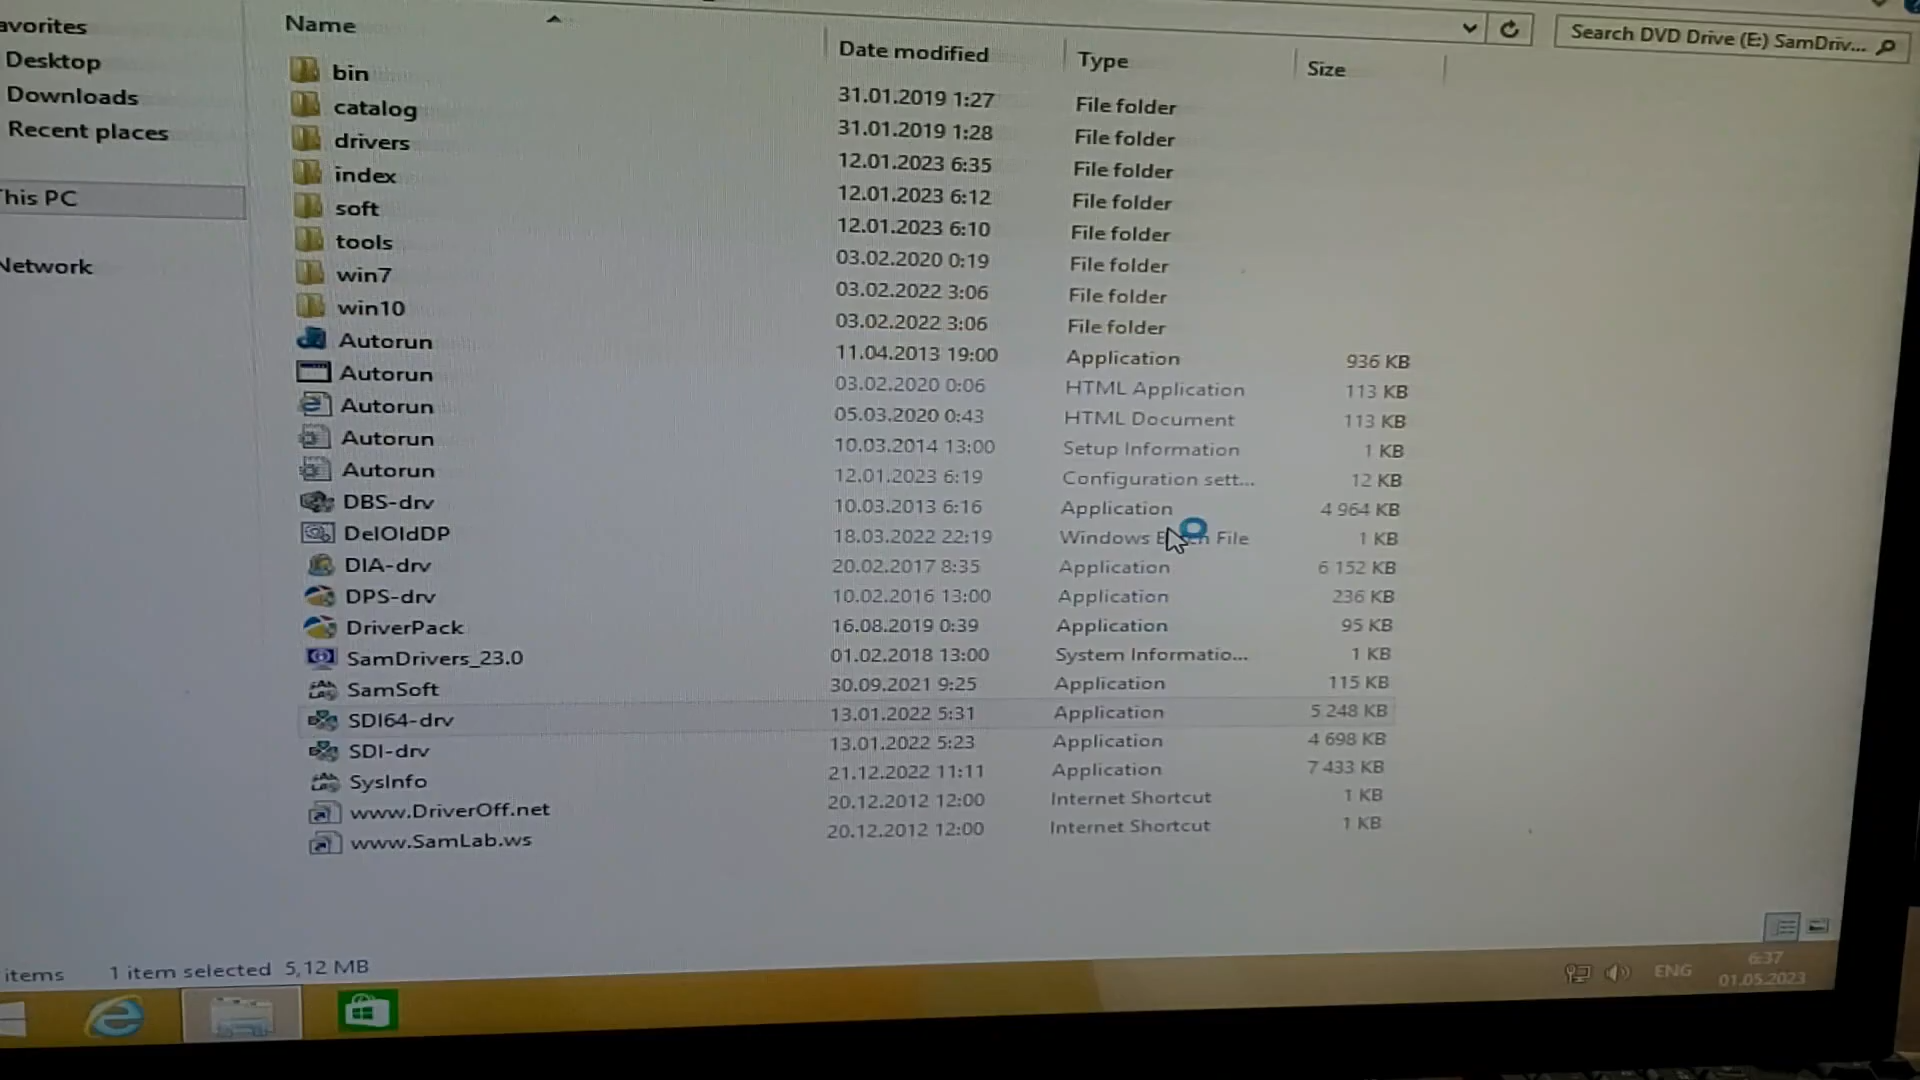 avorites
Desktop
Downloads
Recent places
This PC
Network
Search DVD Drive (E:) SamDriv...
Name Date modified Type Size
bin 31.01.2019 1:27 File folder
catalog 31.01.2019 1:28 File folder
drivers 12.01.2023 6:35 File folder
index 12.01.2023 6:12 File folder
soft 12.01.2023 6:10 File folder
tools 03.02.2020 0:19 File folder
win7 03.02.2022 3:06 File folder
win10 03.02.2022 3:06 File folder
Autorun 11.04.2013 19:00 Application 936 KB
Autorun 03.02.2020 0:06 HTML Application 113 KB
Autorun 05.03.2020 0:43 HTML Document 113 KB
Autorun 10.03.2014 13:00 Setup Information 1 KB
Autorun 12.01.2023 6:19 Configuration sett... 12 KB
DBS-drv 10.03.2013 6:16 Application 4 964 KB
DelOldDP 18.03.2022 22:19 Windows Batch File 1 KB
DIA-drv 20.02.2017 8:35 Application 6 152 KB
DPS-drv 10.02.2016 13:00 Application 236 KB
DriverPack 16.08.2019 0:39 Application 95 KB
SamDrivers_23.0 01.02.2018 13:00 System Informatio... 1 KB
SamSoft 30.09.2021 9:25 Application 115 KB
SDI64-drv 13.01.2022 5:31 Application 5 248 KB
SDI-drv 13.01.2022 5:23 Application 4 698 KB
SysInfo 21.12.2022 11:11 Application 7 433 KB
www.DriverOff.net 20.12.2012 12:00 Internet Shortcut 1 KB
www.SamLab.ws 20.12.2012 12:00 Internet Shortcut 1 KB
items 1 item selected 5,12 MB
ENG
6:37
01.05.2023